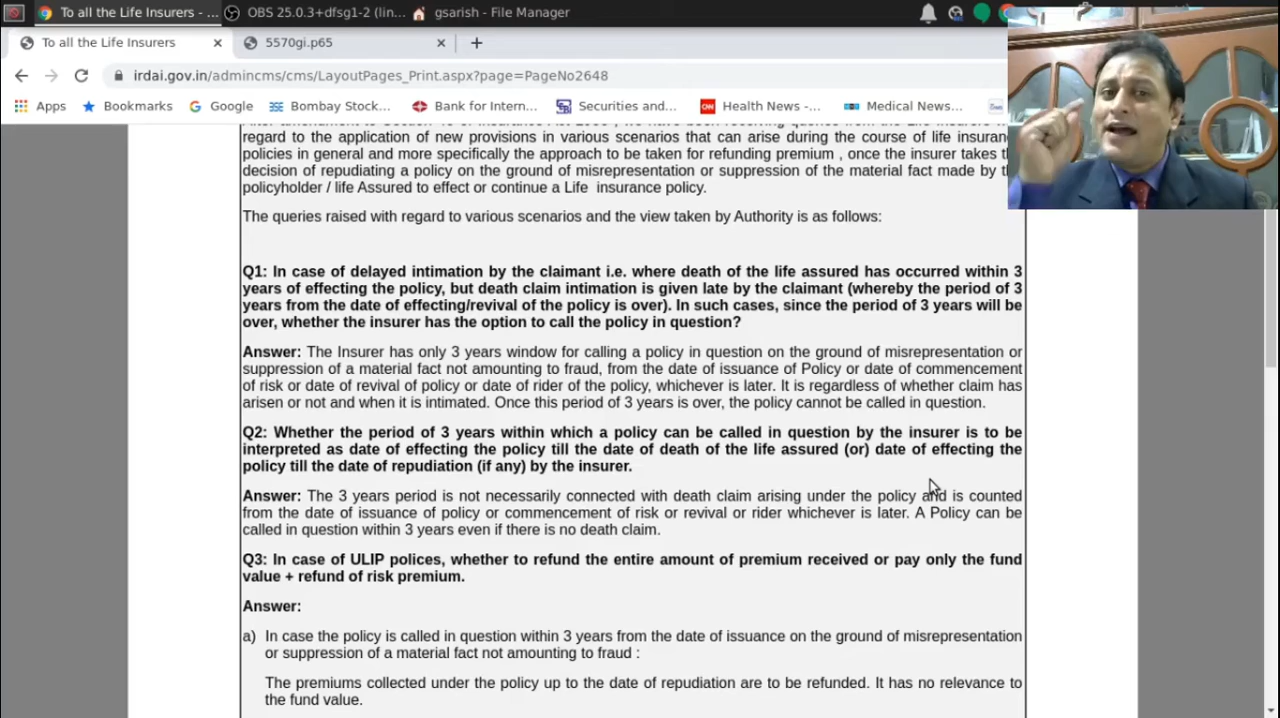 To all the Life Insurers - ...
OBS 25.0.3+dfsg1-2 (lin...
gsarish - File Manager
To all the Life Insurers
5570gi.p65
irdai.gov.in/admincms/cms/LayoutPages_Print.aspx?page=PageNo2648
Apps Bookmarks Google Bombay Stock... Bank for Intern... Securities and... Health News -... Medical News...
regard to the application of new provisions in various scenarios that can arise during the course of life
policies in general and more specifically the approach to be taken for refunding premium , once the insurer takes
decision of repudiating a policy on the ground of misrepresentation or suppression of the material fact made by
policyholder / life Assured to effect or continue a Life insurance policy.
The queries raised with regard to various scenarios and the view taken by Authority is as follows:
Q1: In case of delayed intimation by the claimant i.e. where death of the life assured has occurred within 3
years of effecting the policy, but death claim intimation is given late by the claimant (whereby the period of 3
years from the date of effecting/revival of the policy is over). In such cases, since the period of 3 years will be
over, whether the insurer has the option to call the policy in question?
Answer: The Insurer has only 3 years window for calling a policy in question on the ground of misrepresentation or
suppression of a material fact not amounting to fraud, from the date of issuance of Policy or date of commencement
of risk or date of revival of policy or date of rider of the policy, whichever is later. It is regardless of whether claim has
arisen or not and when it is intimated. Once this period of 3 years is over, the policy cannot be called in question.
Q2: Whether the period of 3 years within which a policy can be called in question by the insurer is to be
interpreted as date of effecting the policy till the date of death of the life assured (or) date of effecting the
policy till the date of repudiation (if any) by the insurer.
Answer: The 3 years period is not necessarily connected with death claim arising under the policy and is counted
from the date of issuance of policy or commencement of risk or revival or rider whichever is later. A Policy can be
called in question within 3 years even if there is no death claim.
Q3: In case of ULIP polices, whether to refund the entire amount of premium received or pay only the fund
value + refund of risk premium.
Answer:
a) In case the policy is called in question within 3 years from the date of issuance on the ground of misrepresentation
or suppression of a material fact not amounting to fraud :
The premiums collected under the policy up to the date of repudiation are to be refunded. It has no relevance to
the fund value.